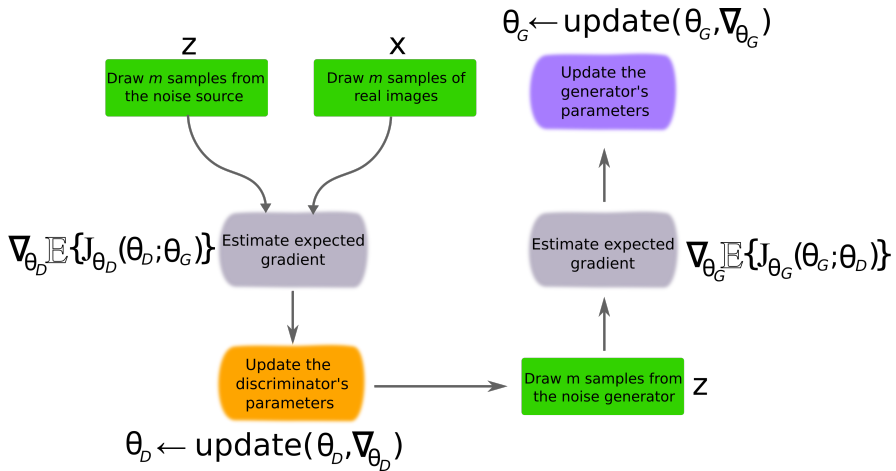 z
Draw m samples from
the noise source
x
Draw m samples of
real images
∇θ_D 𝔼{J_θ_D(θ_D;θ_G)}
Estimate expected
gradient
Update the
discriminator's
parameters
θ_D ← update(θ_D,∇θ_D)
Draw m samples from
the noise generator
z
Estimate expected
gradient
∇θ_G 𝔼{J_θ_G(θ_G;θ_D)}
θ_G ← update(θ_G,∇θ_G)
Update the
generator's
parameters